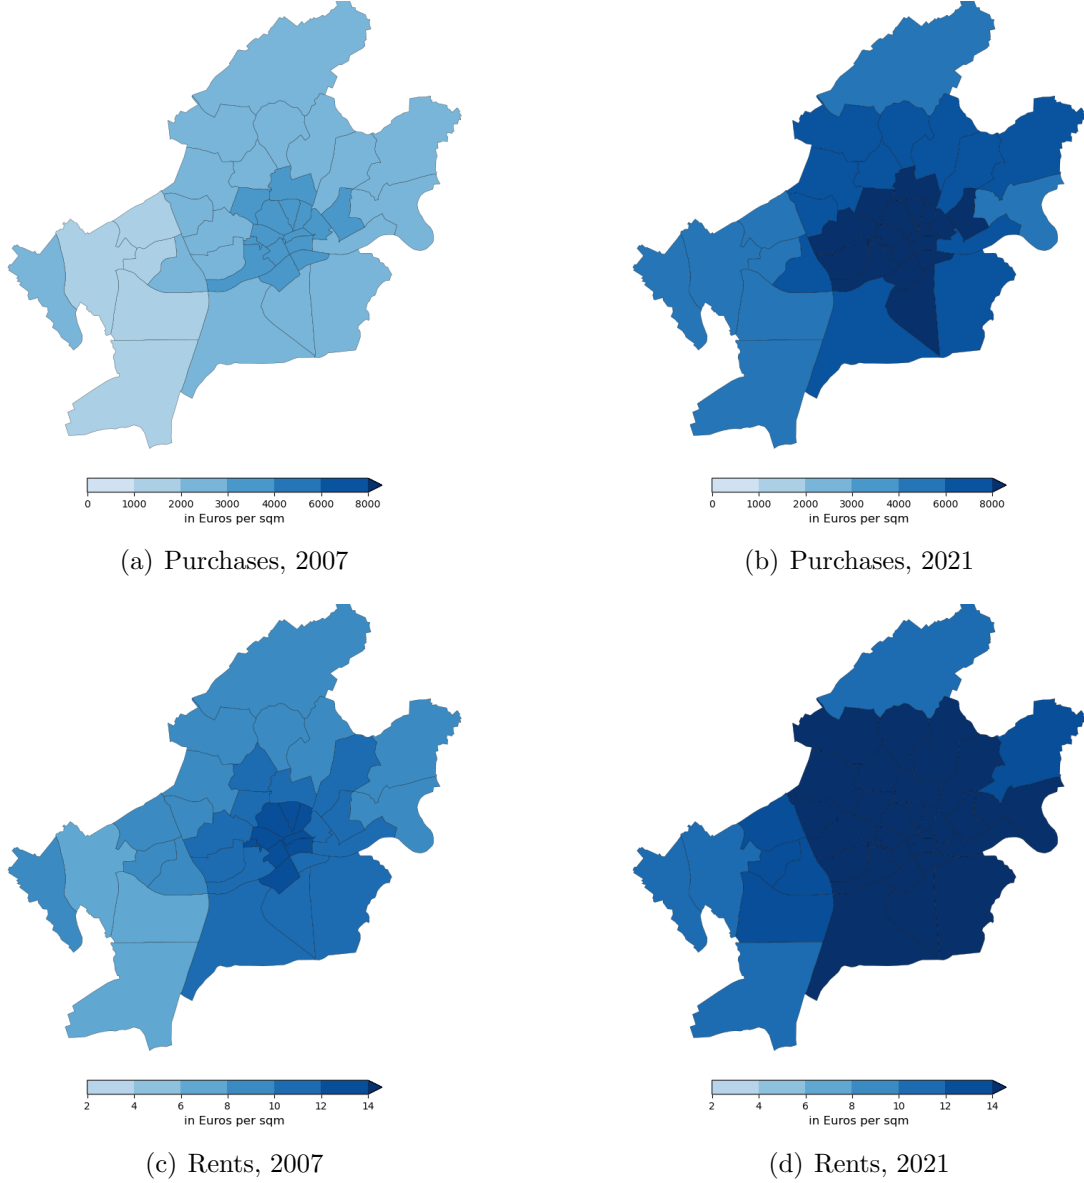 0 1000 2000 3000 4000 6000 8000
in Euros per sqm
(a) Purchases, 2007
0 1000 2000 3000 4000 6000 8000
in Euros per sqm
(b) Purchases, 2021
2 4 6 8 10 12 14
in Euros per sqm
(c) Rents, 2007
2 4 6 8 10 12 14
in Euros per sqm
(d) Rents, 2021